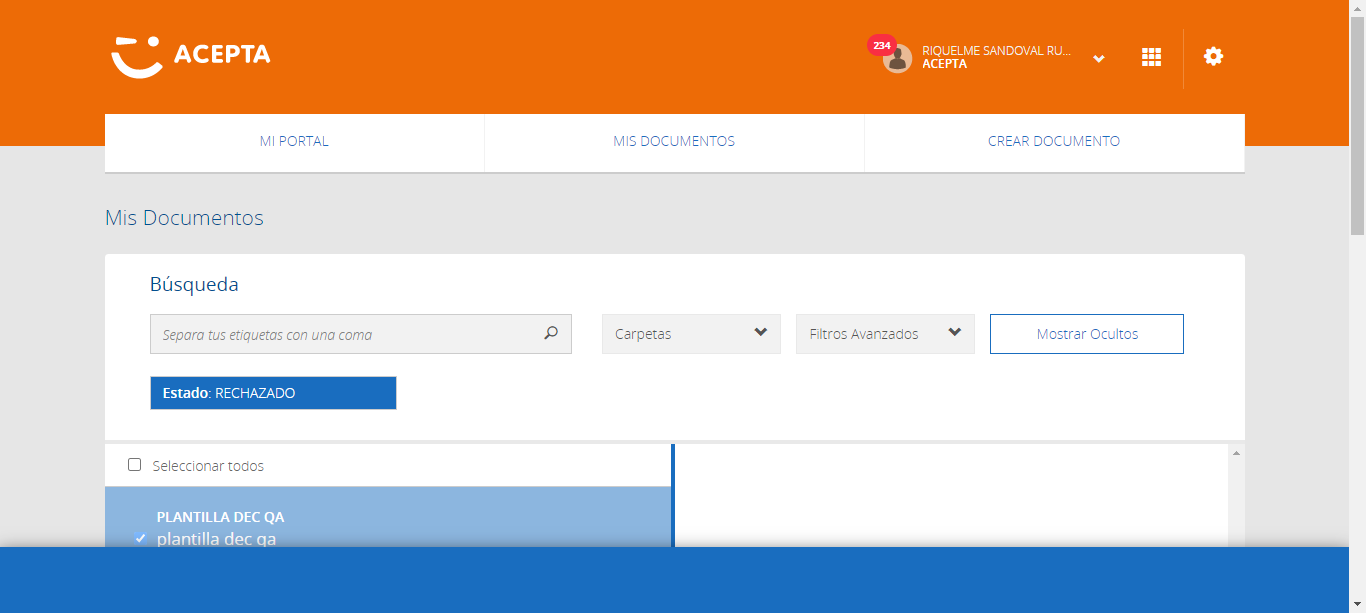 ACEPTA
234
RIQUELME SANDOVAL RU...
ACEPTA
MI PORTAL
MIS DOCUMENTOS
CREAR DOCUMENTO
Mis Documentos
Búsqueda
Separa tus etiquetas con una coma
Carpetas
Filtros Avanzados
Mostrar Ocultos
Estado: RECHAZADO
Seleccionar todos
PLANTILLA DEC QA
plantilla dec qa